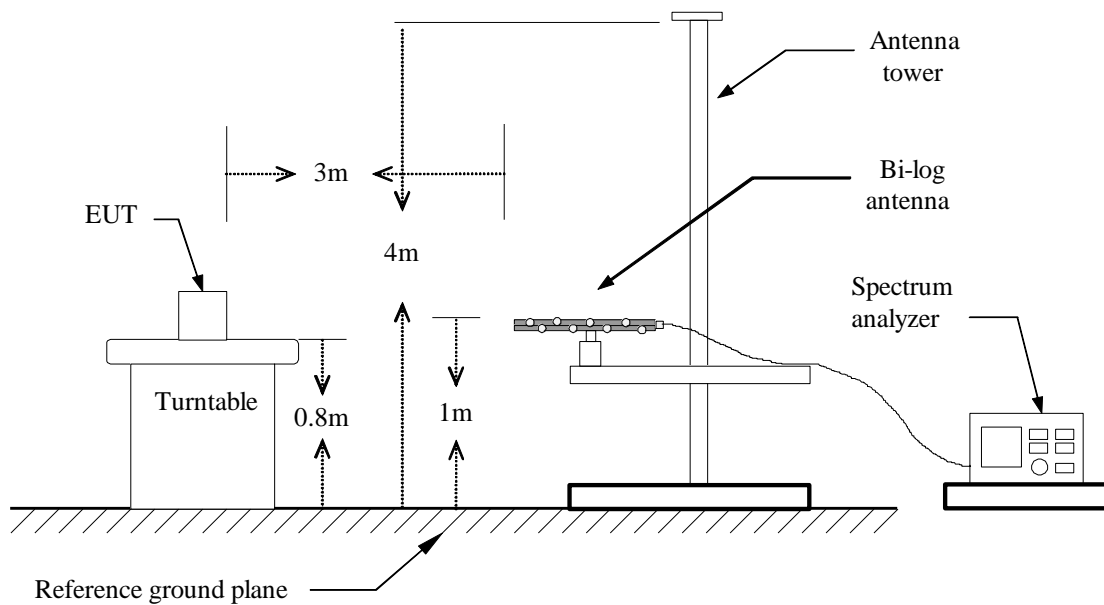 Antenna
tower
3m
Bi-log
antenna
EUT
4m
Spectrum
analyzer
Turntable
0.8m
1m
Reference ground plane